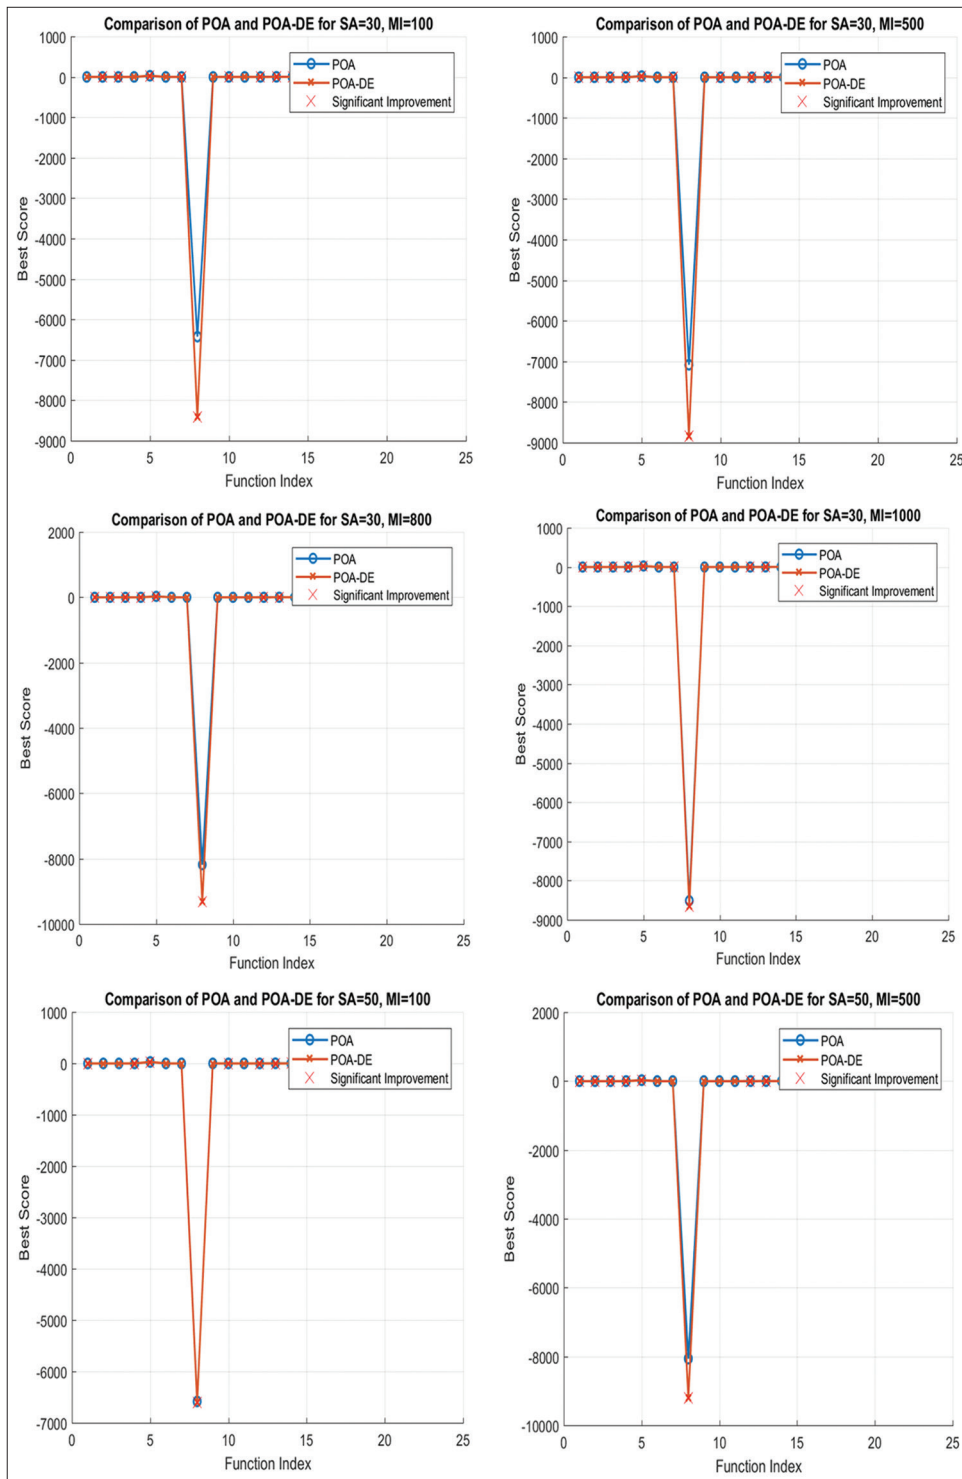 Comparison of POA and POA-DE for SA=30, MI=100
1000
0
-1000
-2000
-3000
-4000
-5000
-6000
-7000
-8000
-9000
0 5 10 15 20 25
Best Score
Function Index
POA
POA-DE
Significant Improvement
Comparison of POA and POA-DE for SA=30, MI=500
1000
0
-1000
-2000
-3000
-4000
-5000
-6000
-7000
-8000
-9000
0 5 10 15 20 25
Best Score
Function Index
POA
POA-DE
Significant Improvement
Comparison of POA and POA-DE for SA=30, MI=800
2000
0
-2000
-4000
-6000
-8000
-10000
0 5 10 15 20 25
Best Score
Function Index
POA
POA-DE
Significant Improvement
Comparison of POA and POA-DE for SA=30, MI=1000
1000
0
-1000
-2000
-3000
-4000
-5000
-6000
-7000
-8000
-9000
0 5 10 15 20 25
Best Score
Function Index
POA
POA-DE
Significant Improvement
Comparison of POA and POA-DE for SA=50, MI=100
1000
0
-1000
-2000
-3000
-4000
-5000
-6000
-7000
0 5 10 15 20 25
Best Score
Function Index
POA
POA-DE
Significant Improvement
Comparison of POA and POA-DE for SA=50, MI=500
2000
0
-2000
-4000
-6000
-8000
-10000
0 5 10 15 20 25
Best Score
Function Index
POA
POA-DE
Significant Improvement